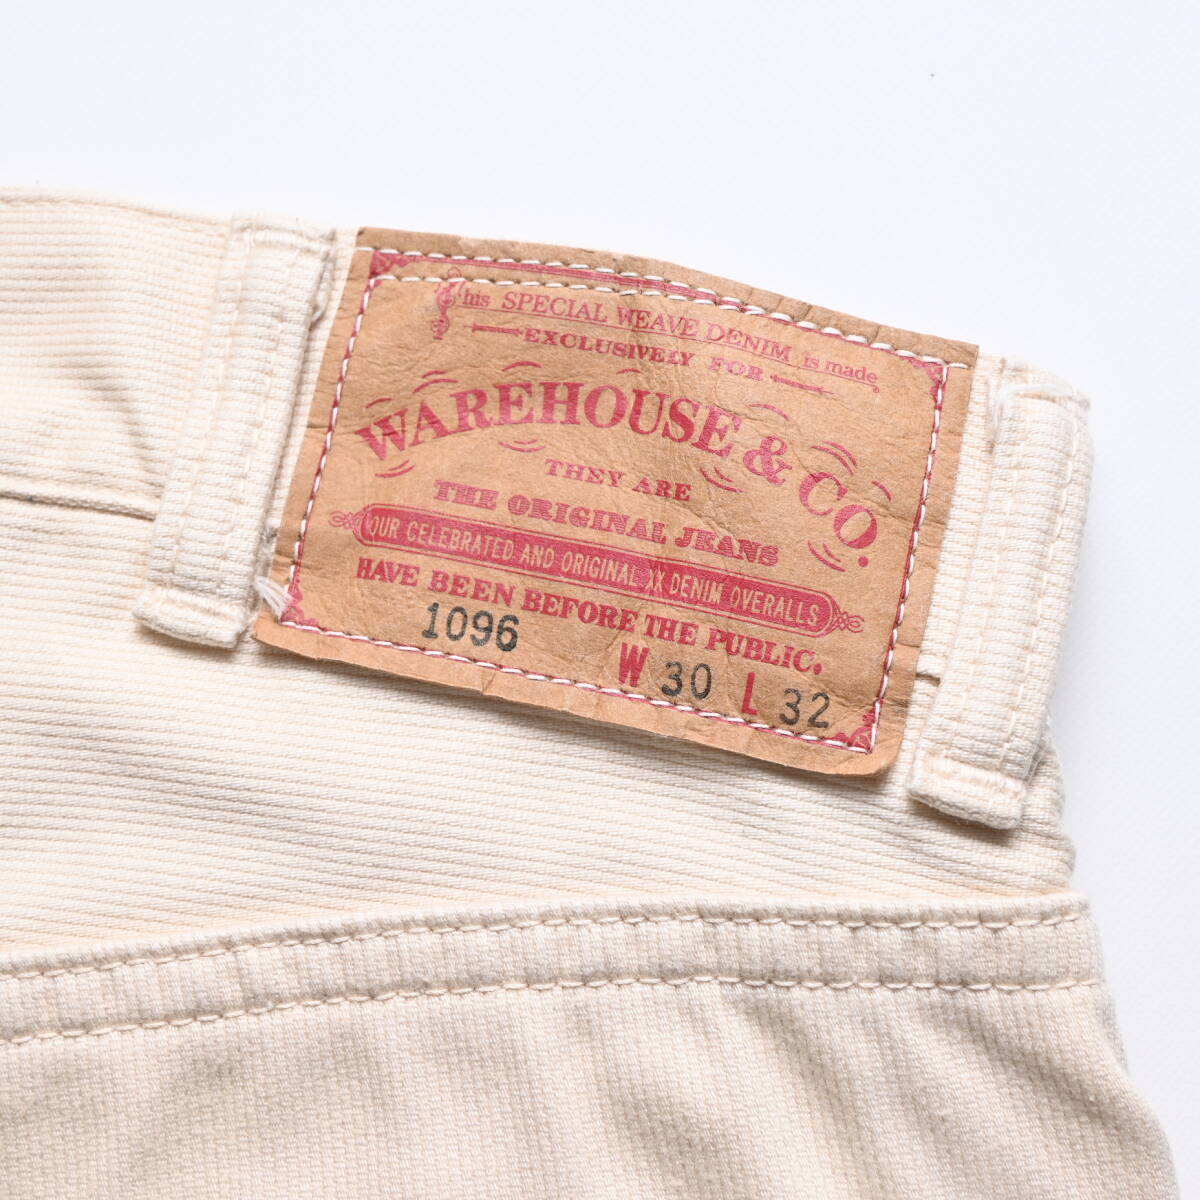 This SPECIAL WEAVE DENIM is made
EXCLUSIVELY FOR
WAREHOUSE & CO.
THEY ARE
THE ORIGINAL JEANS
OUR CELEBRATED AND ORIGINAL XX DENIM OVERALLS
HAVE BEEN BEFORE THE PUBLIC.
1096 W 30 L 32